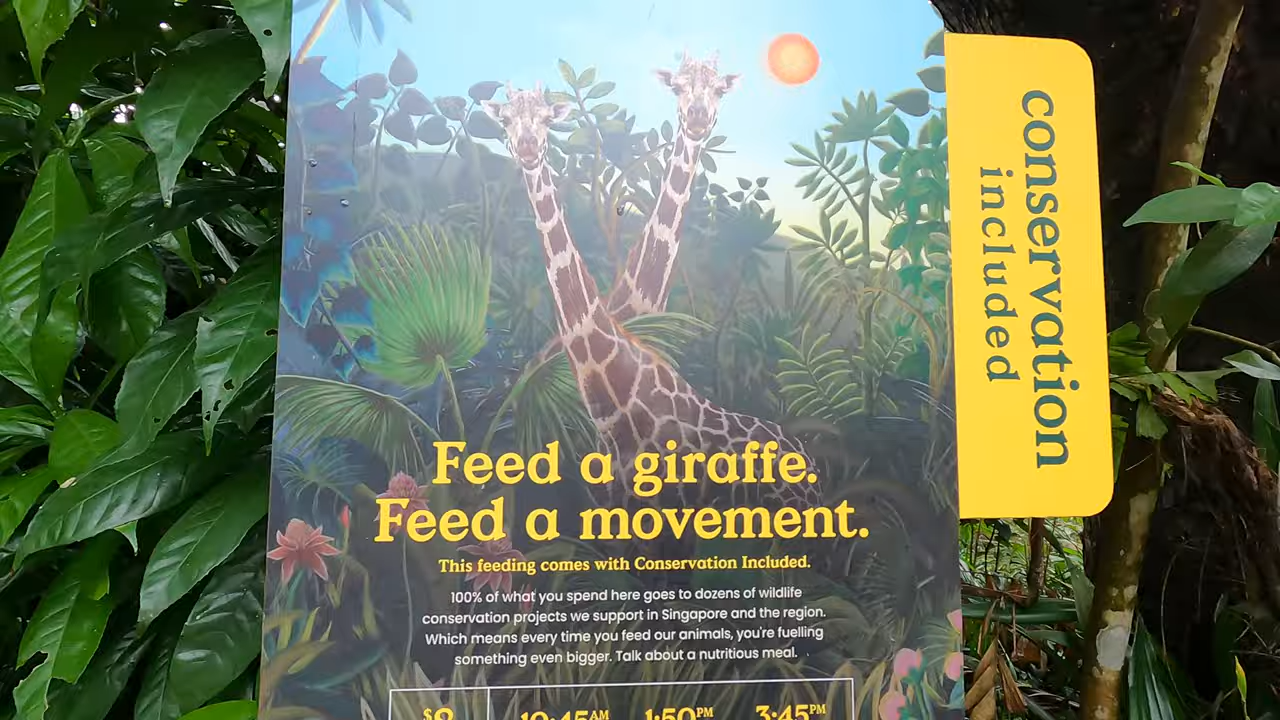 conservation
included
Feed a giraffe.
Feed a movement.
This feeding comes with Conservation Included.
100% of what you spend here goes to dozens of wildlife
conservation projects we support in Singapore and the region.
Which means every time you feed our animals, you're fuelling
something even bigger. Talk about a nutritious meal.
10:45AM 1:50PM 3:45PM